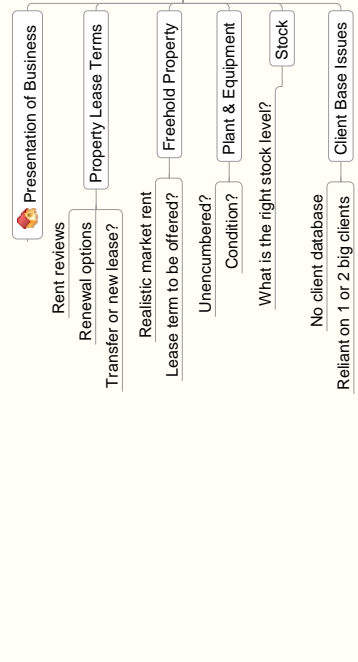 Presentation of Business
Rent reviews
Renewal options
Transfer or new lease?
Property Lease Terms
Realistic market rent
Lease term to be offered?
Freehold Property
Unencumbered?
Condition?
Plant & Equipment
What is the right stock level?
Stock
No client database
Reliant on 1 or 2 big clients
Client Base Issues